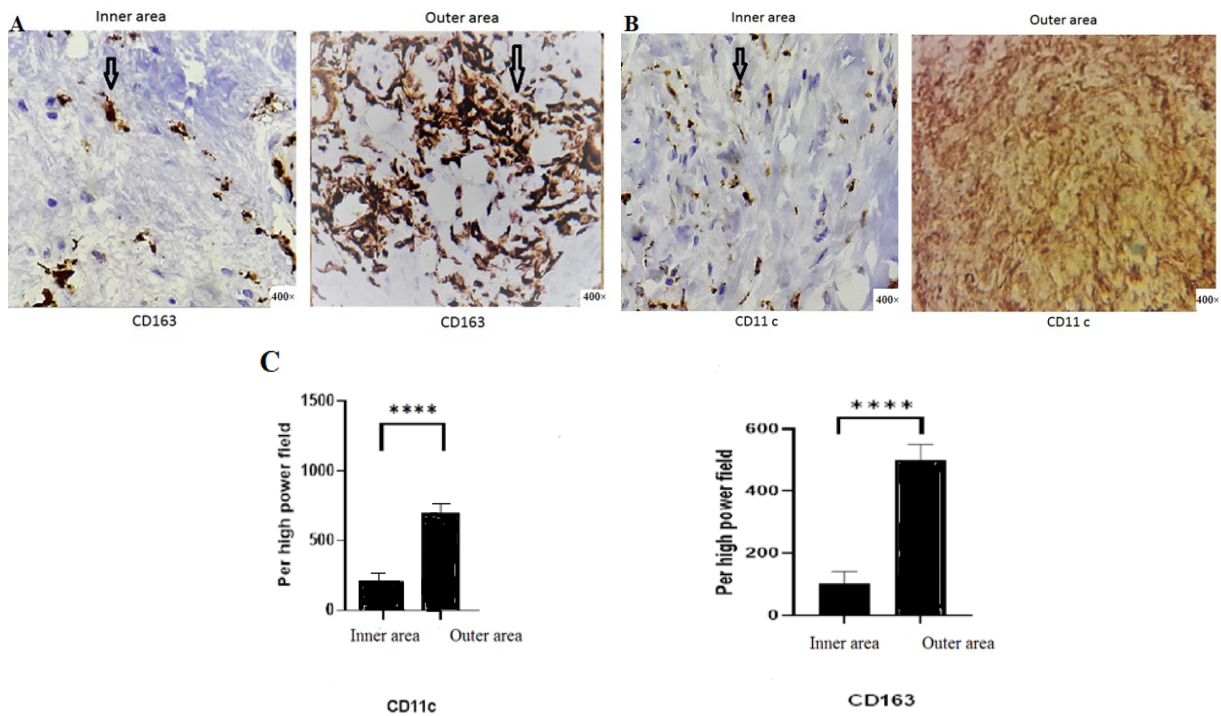 A
Inner area
Outer area
400×
400×
CD163
CD163
B
Inner area
Outer area
400×
400×
CD11 c
CD11 c
C
Per high power field
1500
1000
500
0
****
Inner area
Outer area
CD11c
Per high power field
600
400
200
0
****
Inner area
Outer area
CD163